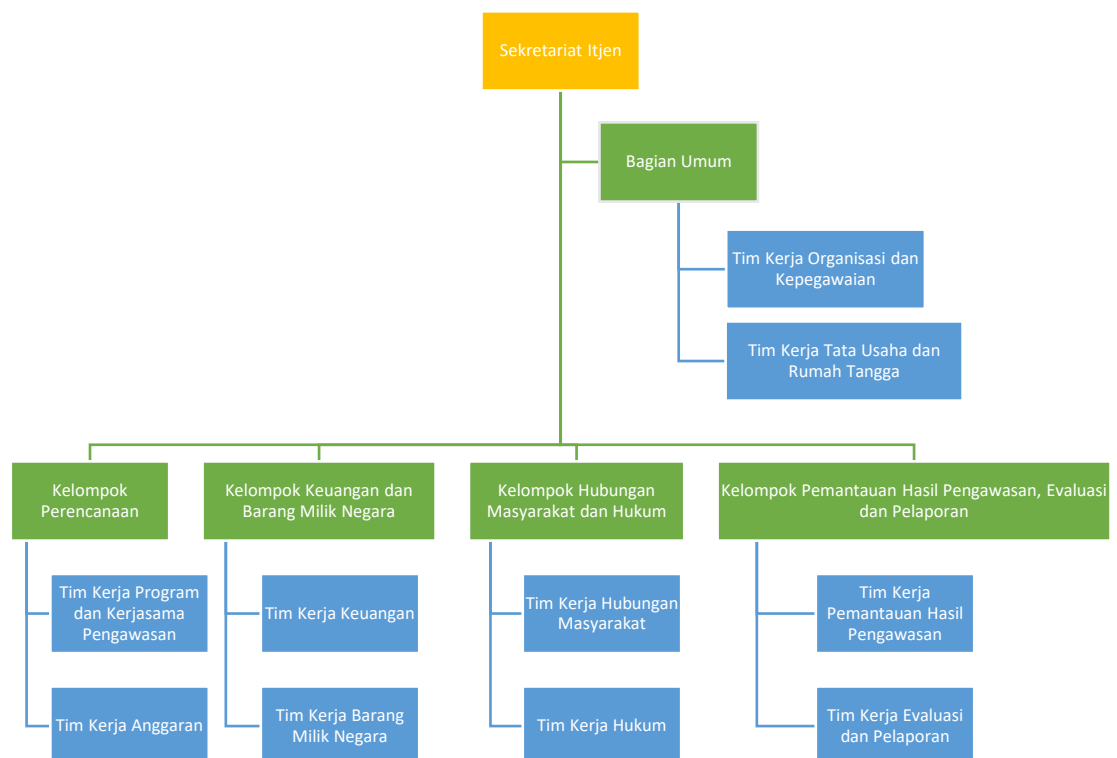 Sekretariat Itjen
Bagian Umum
Tim Kerja Organisasi dan
Kepegawaian
Tim Kerja Tata Usaha dan
Rumah Tangga
Kelompok
Perencanaan
Kelompok Keuangan dan
Barang Milik Negara
Kelompok Hubungan
Masyarakat dan Hukum
Kelompok Pemantauan Hasil Pengawasan, Evaluasi
dan Pelaporan
Tim Kerja Program
dan Kerjasama
Pengawasan
Tim Kerja Keuangan
Tim Kerja Hubungan
Masyarakat
Tim Kerja
Pemantauan Hasil
Pengawasan
Tim Kerja Anggaran
Tim Kerja Barang
Milik Negara
Tim Kerja Hukum
Tim Kerja Evaluasi
dan Pelaporan